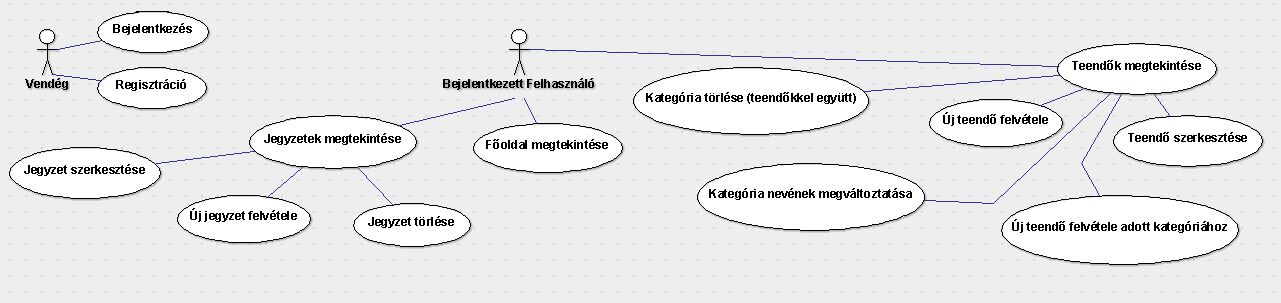 Bejelentkezés
Vendég
Regisztráció
Bejelentkezett Felhasználó
Teendők megtekintése
Kategória törlése (teendőkkel együtt)
Új teendő felvétele
Teendő szerkesztése
Jegyzetek megtekintése
Főoldal megtekintése
Jegyzet szerkesztése
Kategória nevének megváltoztatása
Új jegyzet felvétele
Jegyzet törlése
Új teendő felvétele adott kategóriához